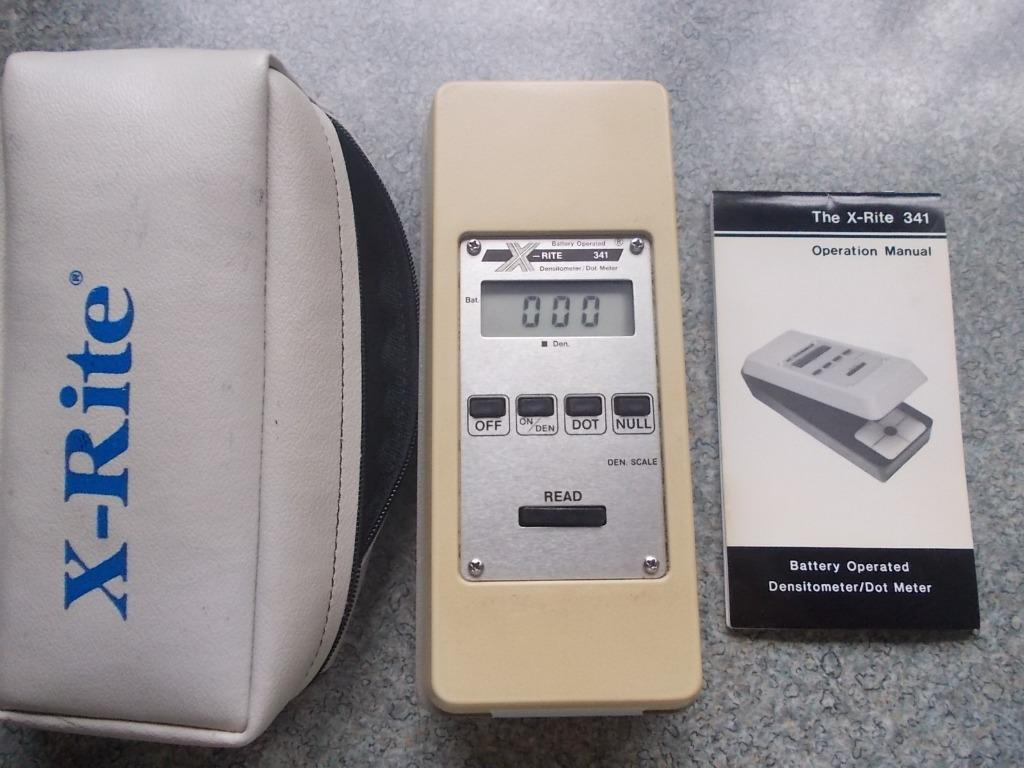 X-Rite®
Battery Operated ®
X-RITE 341
Densitometer/Dot Meter
Bat.
000
■ Den.
OFF
ON/DEN
DOT
NULL
DEN. SCALE
READ
The X-Rite 341
Operation Manual
Battery Operated
Densitometer/Dot Meter